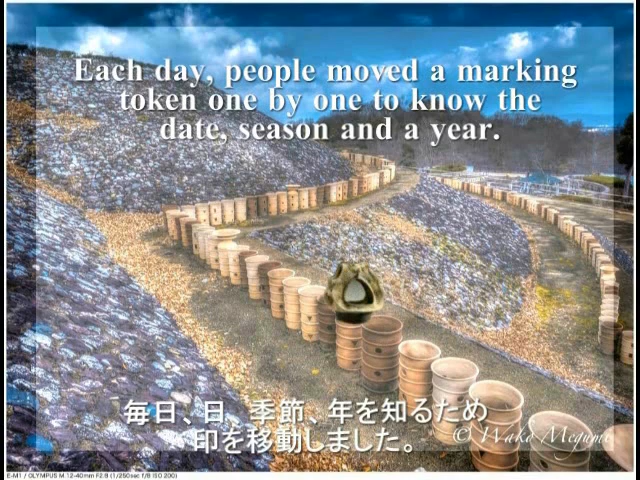 Each day, people moved a marking
token one by one to know the
date, season and a year.
毎日、日、季節、年を知るため
印を移動しました。
© Wako Megumi
E-M1 / OLYMPUS M.12-40mm F2.8 (1/250sec f/8 ISO 200)